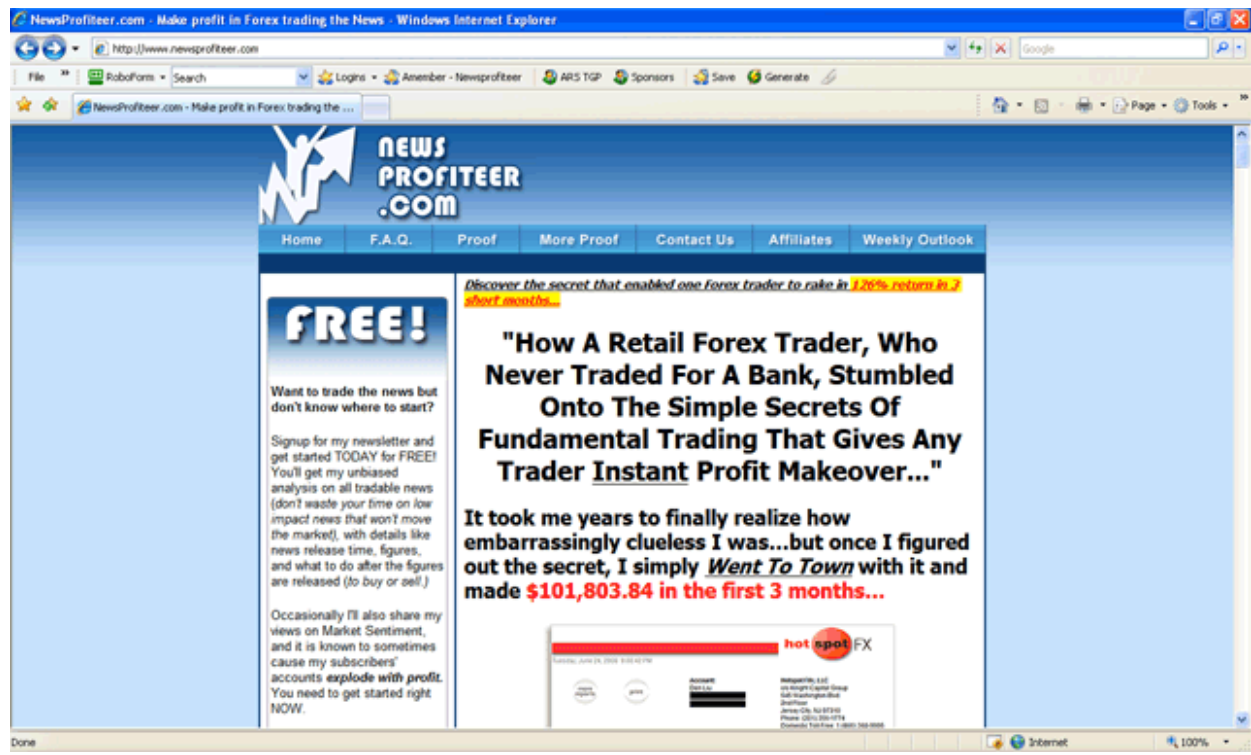 NewsProfiteer.com - Make profit in Forex trading the News - Windows Internet Explorer
http://www.newsprofiteer.com
Google
File
RoboForm
Search
Logins
Amember - Newsprofiteer
ARS TGP
Sponsors
Save
Generate
NewsProfiteer.com - Make profit in Forex trading the ...
Page
Tools
NEWS
PROFITEER
.COM
Home
F.A.Q.
Proof
More Proof
Contact Us
Affiliates
Weekly Outlook
FREE!
Want to trade the news but
don't know where to start?
Signup for my newsletter and
get started TODAY for FREE!
You'll get my unbiased
analysis on all tradable news
(don't waste your time on low
impact news that won't move
the market), with details like
news release time, figures,
and what to do after the figures
are released (to buy or sell.)
Occasionally I'll also share my
views on Market Sentiment,
and it is known to sometimes
cause my subscribers'
accounts explode with profit.
You need to get started right
NOW.
Discover the secret that enabled one Forex trader to rake in 126% return in 3
short months...
"How A Retail Forex Trader, Who
Never Traded For A Bank, Stumbled
Onto The Simple Secrets Of
Fundamental Trading That Gives Any
Trader Instant Profit Makeover..."
It took me years to finally realize how
embarrassingly clueless I was...but once I figured
out the secret, I simply Went To Town with it and
made $101,803.84 in the first 3 months...
hot spot FX
Account:
Done
Internet
100%